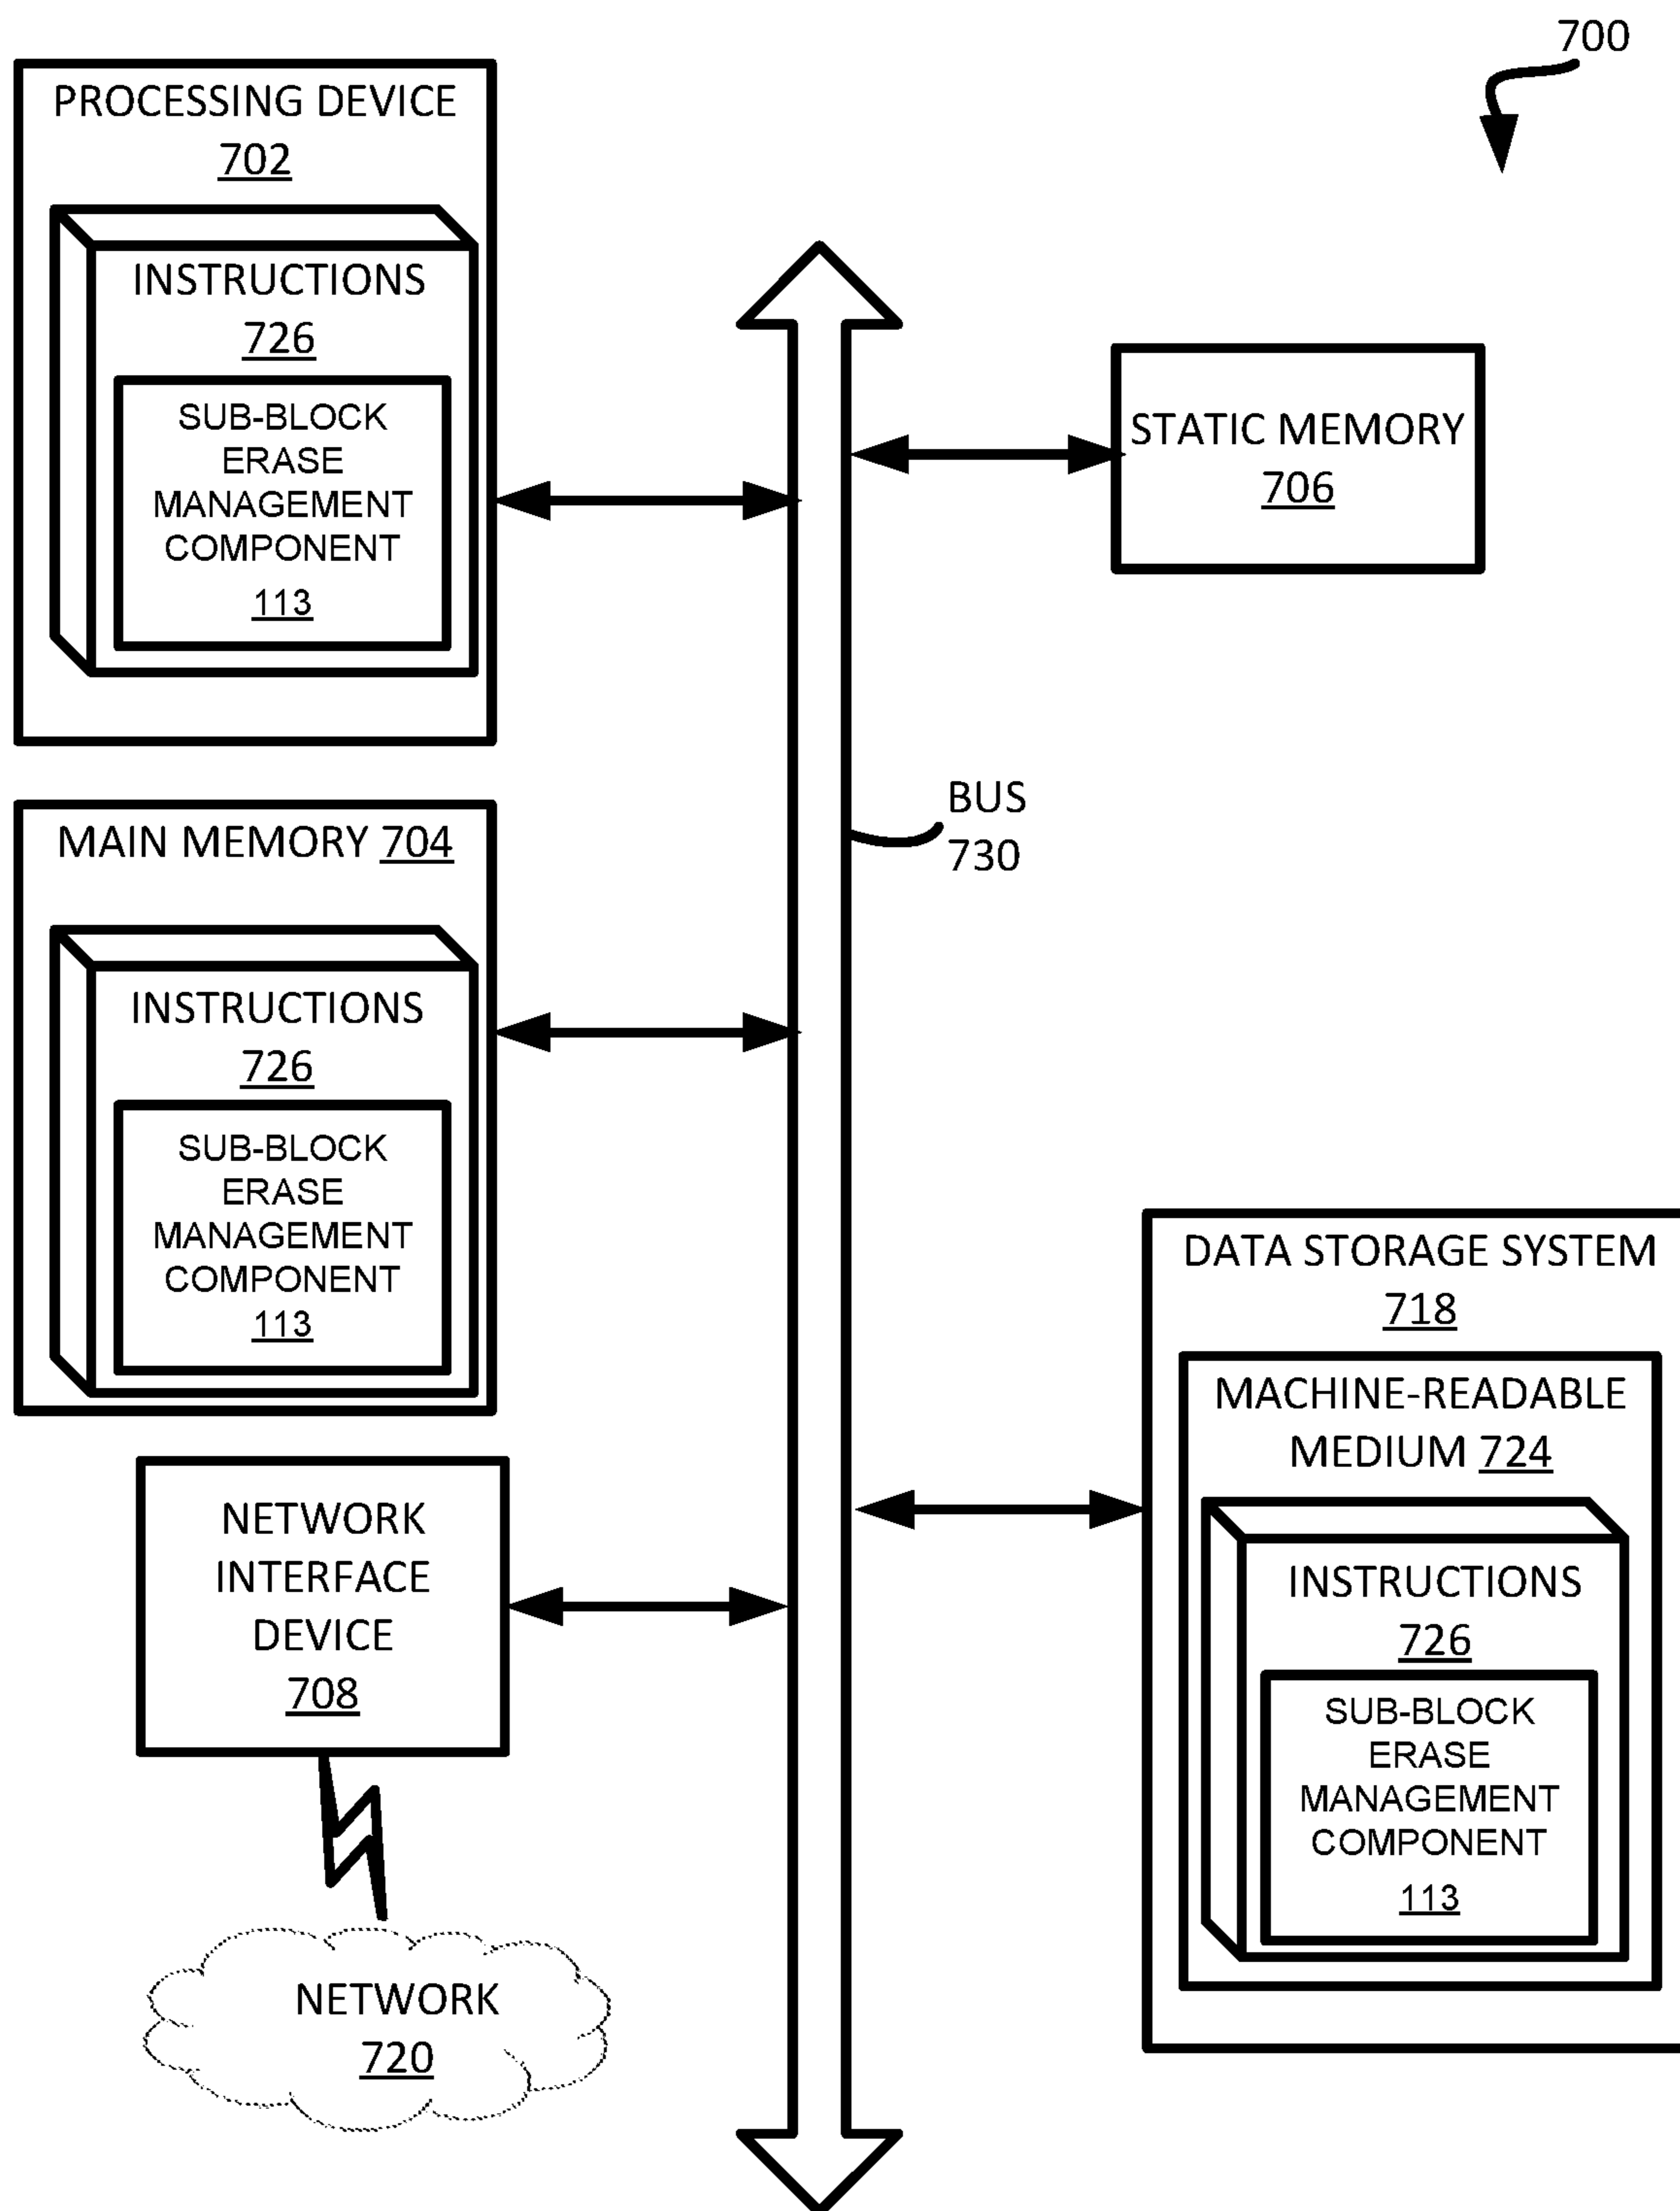 700
PROCESSING DEVICE
702
INSTRUCTIONS
726
SUB-BLOCK
ERASE
MANAGEMENT
COMPONENT
113
STATIC MEMORY
706
BUS
730
MAIN MEMORY 704
INSTRUCTIONS
726
SUB-BLOCK
ERASE
MANAGEMENT
COMPONENT
113
DATA STORAGE SYSTEM
718
MACHINE-READABLE
MEDIUM 724
INSTRUCTIONS
726
SUB-BLOCK
ERASE
MANAGEMENT
COMPONENT
113
NETWORK
INTERFACE
DEVICE
708
NETWORK
720